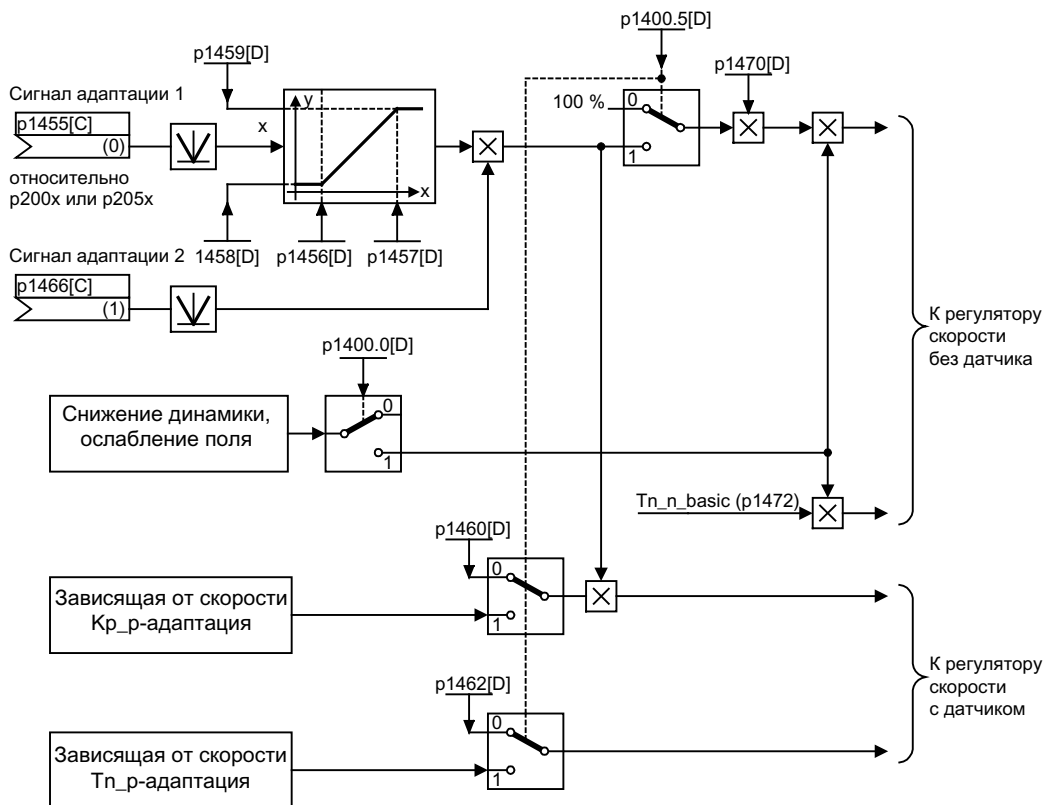 p1400.5[D]
p1459[D]
p1470[D]
Сигнал адаптации 1
p1455[C]
(0)
x
y
x
100 %
0
1
относительно
p200x или p205x
1458[D]
p1456[D]
p1457[D]
Сигнал адаптации 2
p1466[C]
(1)
К регулятору
скорости
без датчика
p1400.0[D]
Снижение динамики,
ослабление поля
0
1
Tn_n_basic (p1472)
p1460[D]
Зависящая от скорости
Kp_p-адаптация
0
1
К регулятору
скорости
с датчиком
p1462[D]
Зависящая от скорости
Tn_p-адаптация
0
1